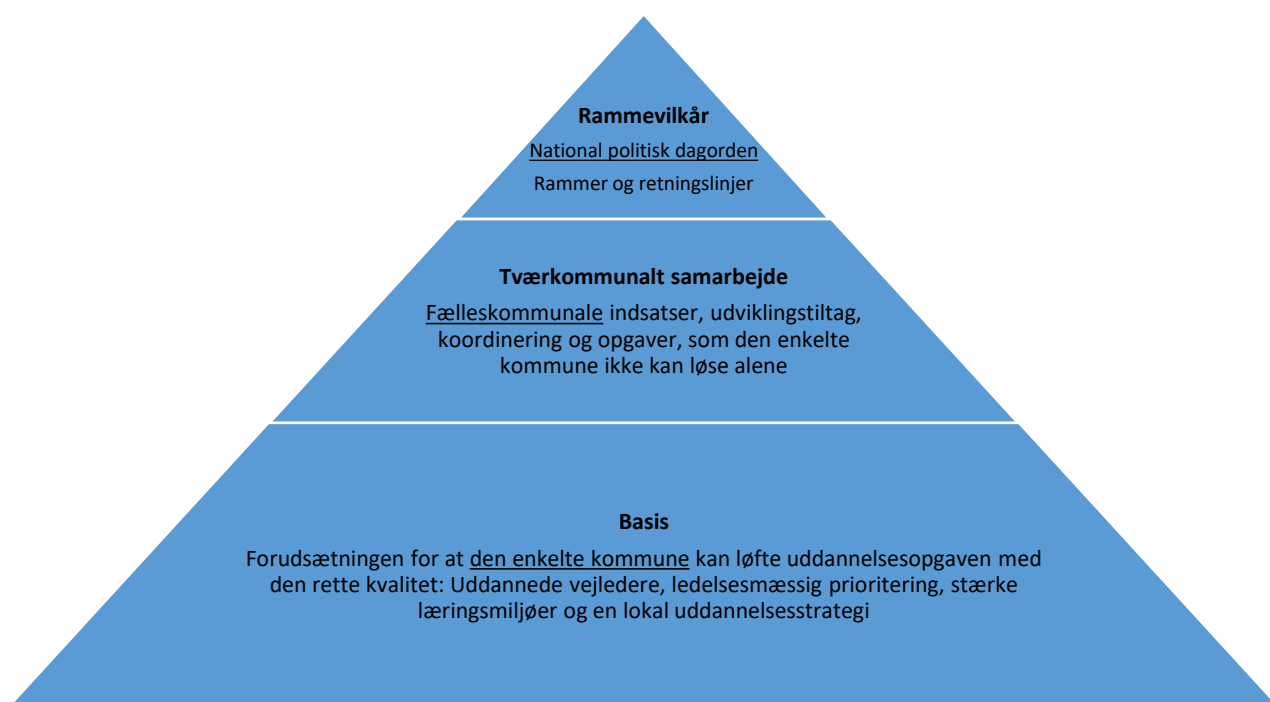 Rammevilkår
National politisk dagorden
Rammer og retningslinjer
Tværkommunalt samarbejde
Fælleskommunale indsatser, udviklingstiltag,
koordinering og opgaver, som den enkelte
kommune ikke kan løse alene
Basis
Forudsætningen for at den enkelte kommune kan løfte uddannelsesopgaven med
den rette kvalitet: Uddannede vejledere, ledelsesmæssig prioritering, stærke
læringsmiljøer og en lokal uddannelsesstrategi